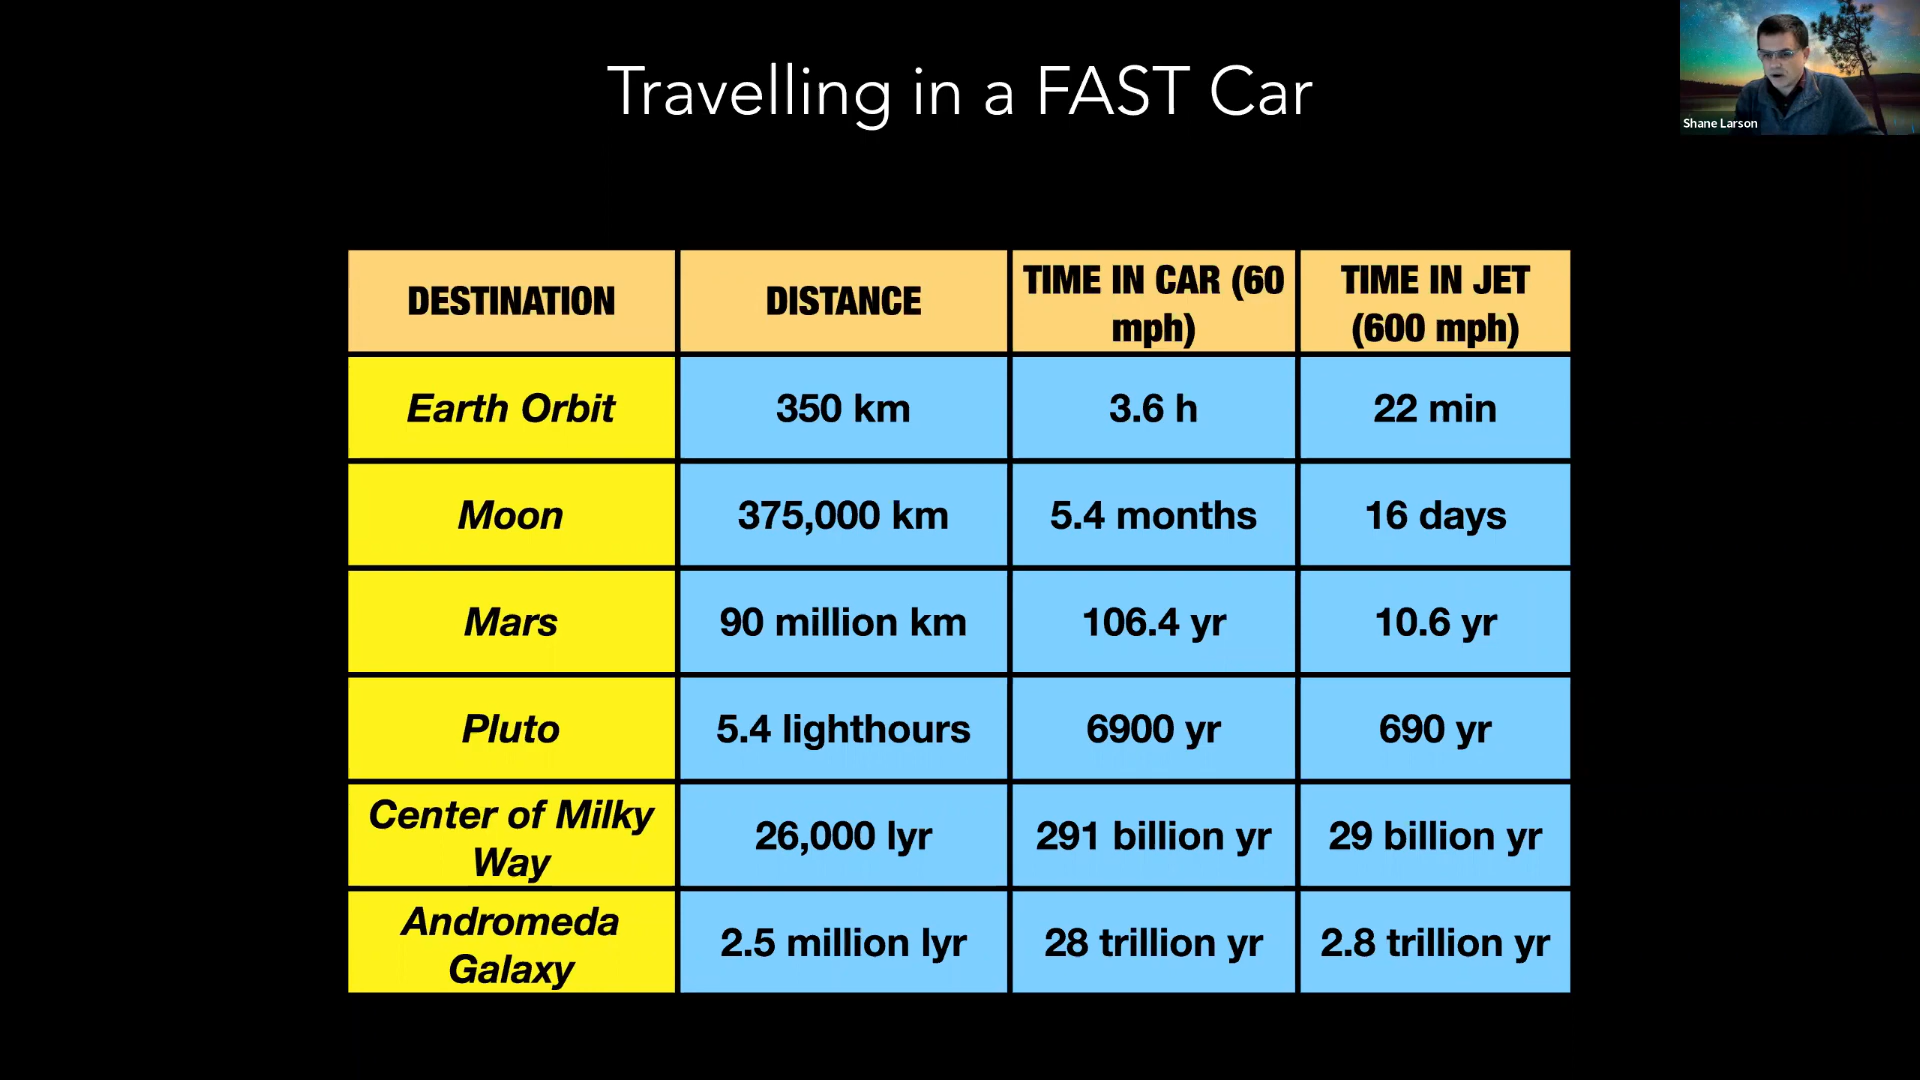 Travelling in a FAST Car
Shane Larson
DESTINATION
DISTANCE
TIME IN CAR (60
mph)
TIME IN JET
(600 mph)
Earth Orbit
350 km
3.6 h
22 min
Moon
375,000 km
5.4 months
16 days
Mars
90 million km
106.4 yr
10.6 yr
Pluto
5.4 lighthours
6900 yr
690 yr
Center of Milky
Way
26,000 lyr
291 billion yr
29 billion yr
Andromeda
Galaxy
2.5 million lyr
28 trillion yr
2.8 trillion yr